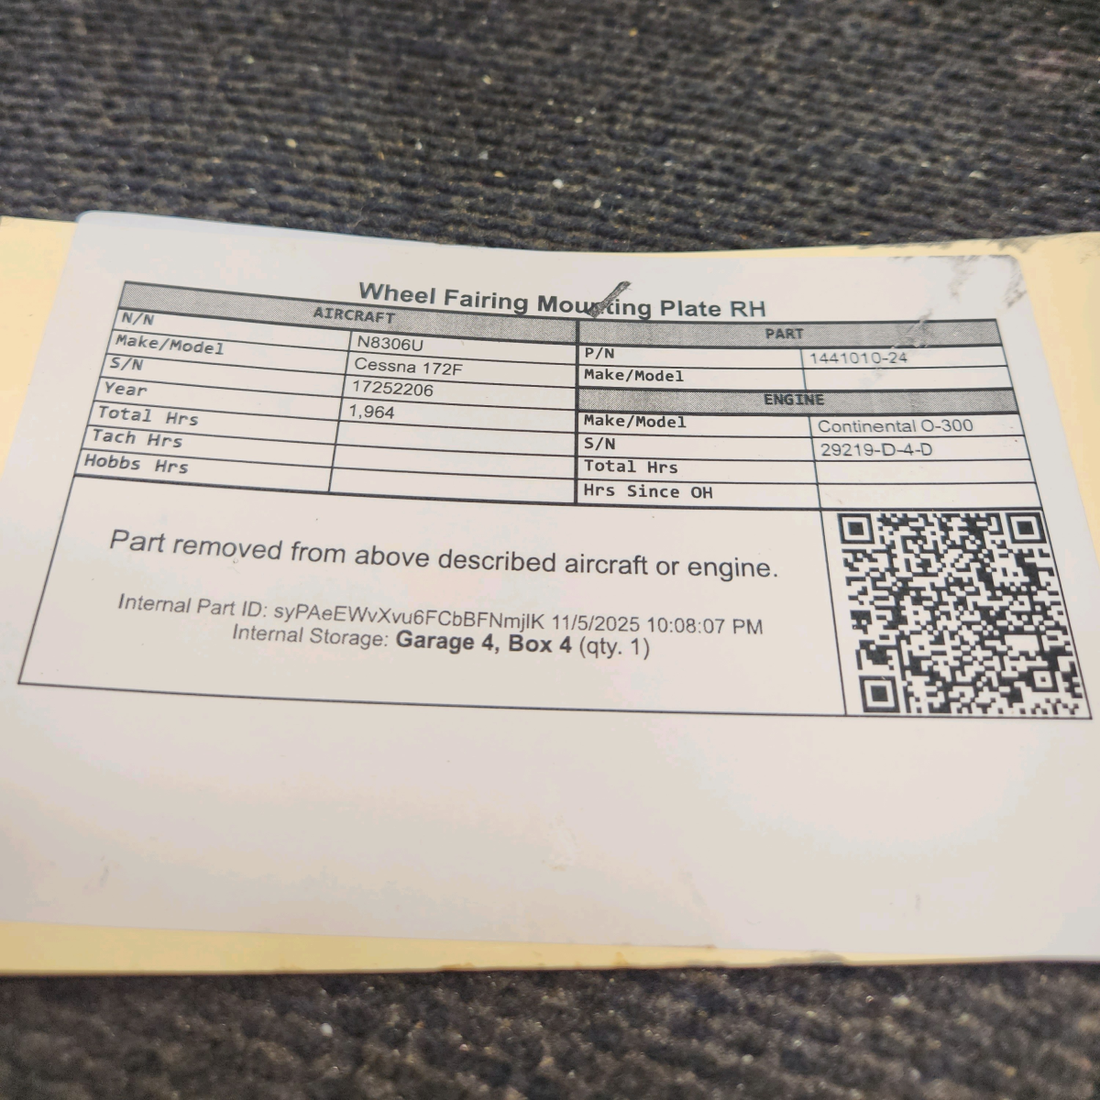 Wheel Fairing Mounting Plate RH
AIRCRAFT
N/N N8306U
Make/Model Cessna 172F
S/N 17252206
Year 1,964
Total Hrs
Tach Hrs
Hobbs Hrs
PART
P/N 1441010-24
Make/Model
ENGINE
Make/Model Continental O-300
S/N 29219-D-4-D
Total Hrs
Hrs Since OH
Part removed from above described aircraft or engine.
Internal Part ID: syPAeEWvXvu6FCbBFNmjlK 11/5/2025 10:08:07 PM
Internal Storage: Garage 4, Box 4 (qty. 1)